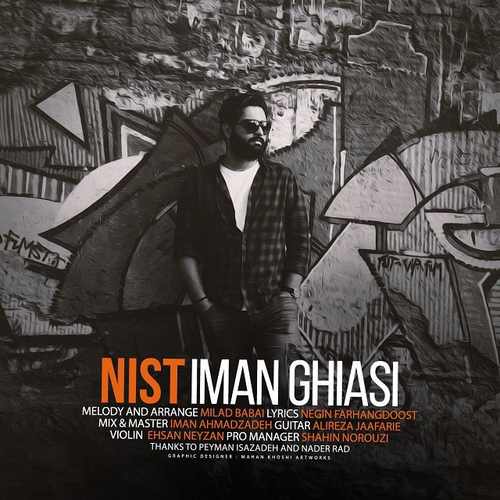 NIST IMAN GHIASI
MELODY AND ARRANGE MILAD BABAI LYRICS NEGIN FARHANGDOOST
MIX & MASTER IMAN AHMADZADEH GUITAR ALIREZA JAAFARIE
VIOLIN EHSAN NEYZAN PRO MANAGER SHAHIN NOROUZI
THANKS TO PEYMAN ISAZADEH AND NADER RAD
GRAPHIC DESIGNER : MAHAN KHOSHI ARTWORKS